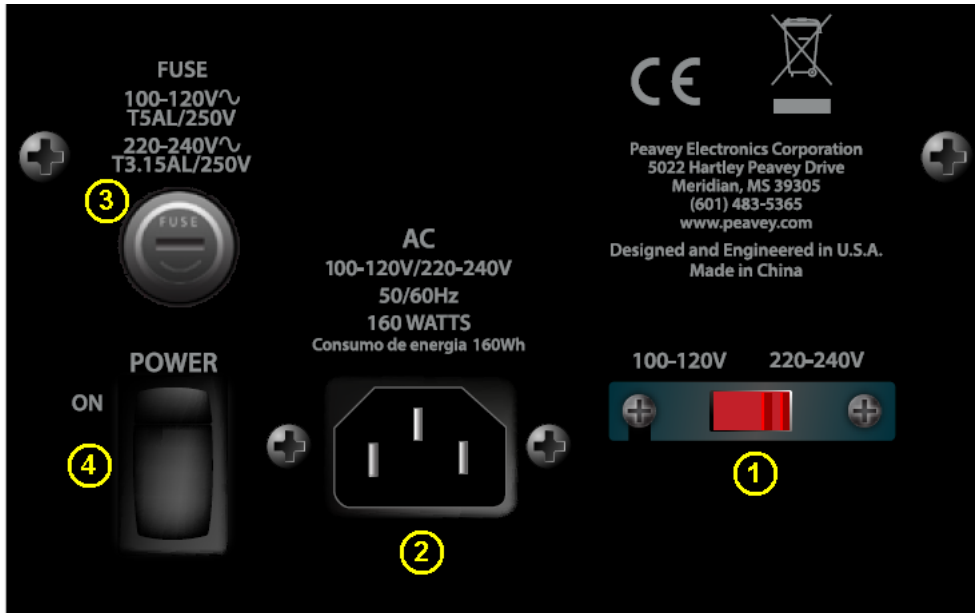 FUSE
100-120V∿
T5AL/250V
220-240V∿
T3.15AL/250V
3
FUSE
CE
Peavey Electronics Corporation
5022 Hartley Peavey Drive
Meridian, MS 39305
(601) 483-5365
www.peavey.com
Designed and Engineered in U.S.A.
Made in China
AC
100-120V/220-240V
50/60Hz
160 WATTS
Consumo de energia 160Wh
POWER
ON
4
2
100-120V 220-240V
1